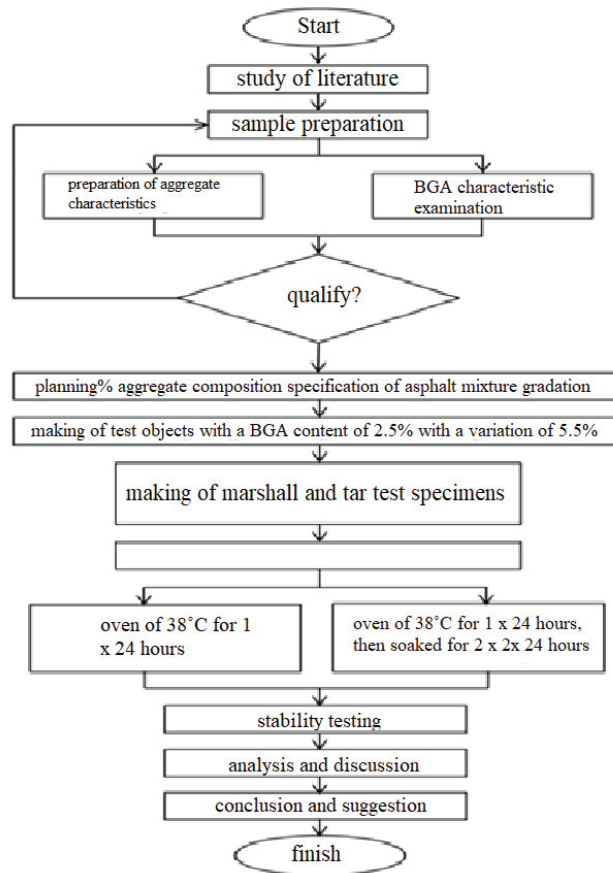 Start
study of literature
sample preparation
preparation of aggregate
characteristics
BGA characteristic
examination
qualify?
planning% aggregate composition specification of asphalt mixture gradation
making of test objects with a BGA content of 2.5% with a variation of 5.5%
making of marshall and tar test specimens
oven of 38˚C for 1
x 24 hours
oven of 38˚C for 1 x 24 hours,
then soaked for 2 x 2x 24 hours
stability testing
analysis and discussion
conclusion and suggestion
finish